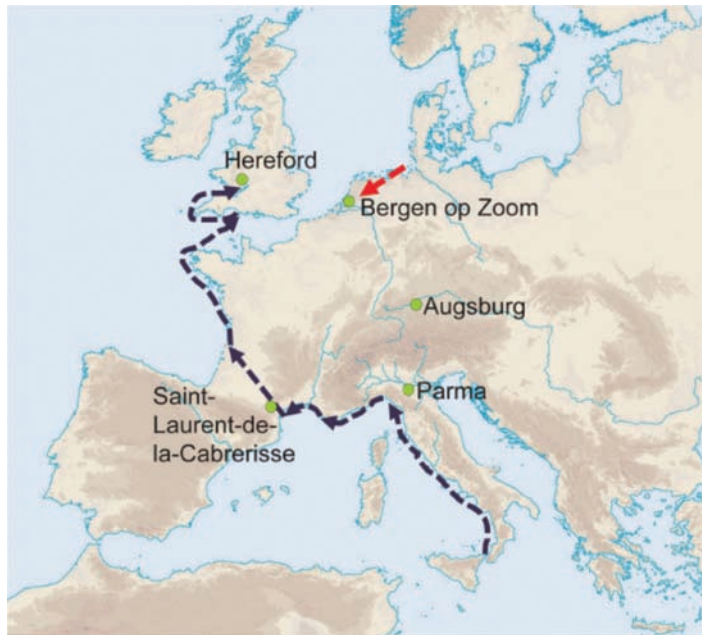 Hereford
Bergen op Zoom
Augsburg
Parma
Saint-
Laurent-de-
la-Cabrerisse